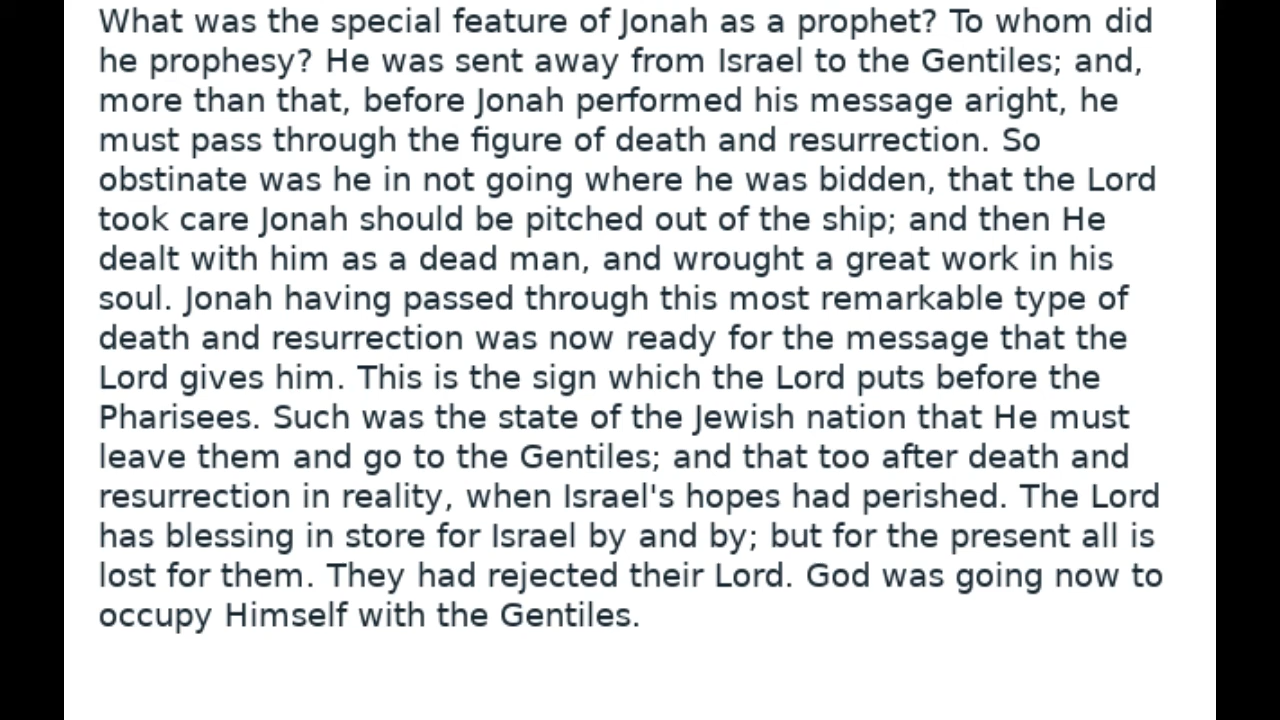 What was the special feature of Jonah as a prophet? To whom did
he prophesy? He was sent away from Israel to the Gentiles; and,
more than that, before Jonah performed his message aright, he
must pass through the figure of death and resurrection. So
obstinate was he in not going where he was bidden, that the Lord
took care Jonah should be pitched out of the ship; and then He
dealt with him as a dead man, and wrought a great work in his
soul. Jonah having passed through this most remarkable type of
death and resurrection was now ready for the message that the
Lord gives him. This is the sign which the Lord puts before the
Pharisees. Such was the state of the Jewish nation that He must
leave them and go to the Gentiles; and that too after death and
resurrection in reality, when Israel's hopes had perished. The Lord
has blessing in store for Israel by and by; but for the present all is
lost for them. They had rejected their Lord. God was going now to
occupy Himself with the Gentiles.